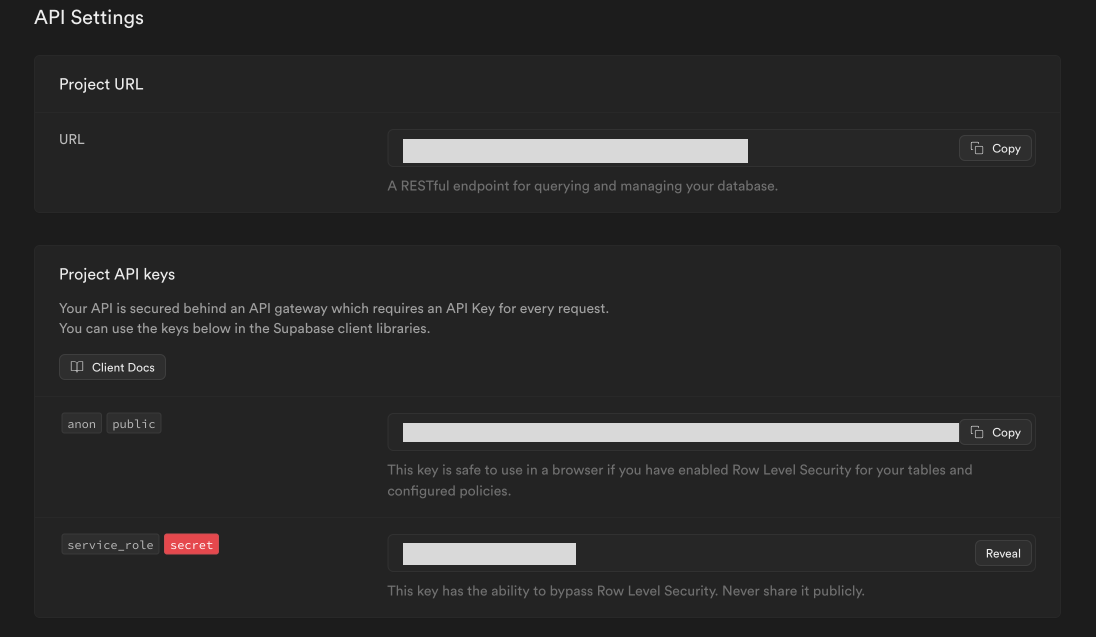 API Settings
Project URL
URL
Copy
A RESTful endpoint for querying and managing your database.
Project API keys
Your API is secured behind an API gateway which requires an API Key for every request.
You can use the keys below in the Supabase client libraries.
Client Docs
anon public
Copy
This key is safe to use in a browser if you have enabled Row Level Security for your tables and
configured policies.
service_role secret
Reveal
This key has the ability to bypass Row Level Security. Never share it publicly.